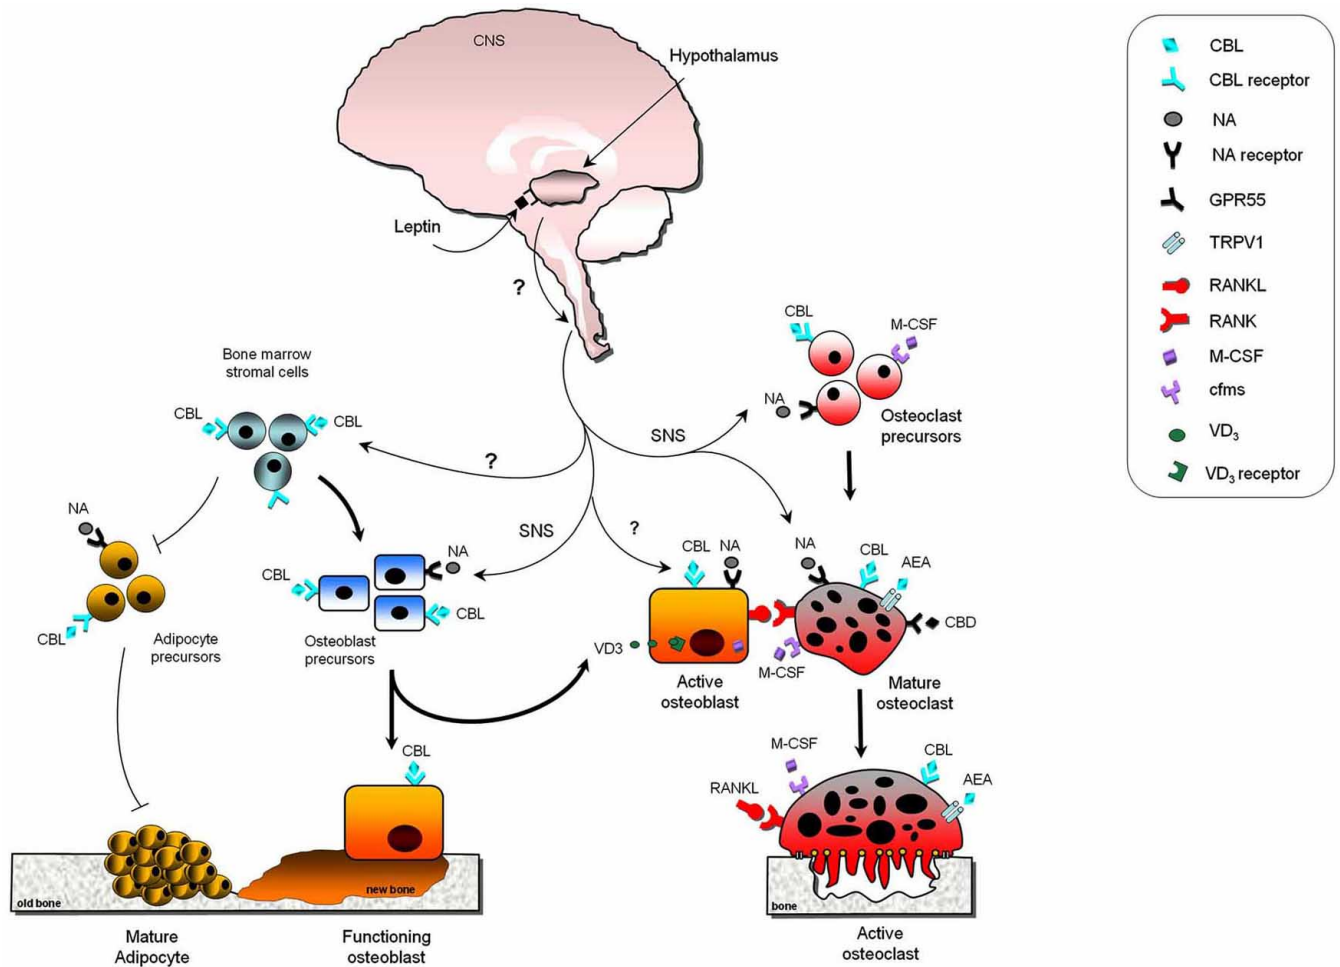 CNS
Hypothalamus
Leptin
?
CBL
M-CSF
NA
Osteoclast
precursors
Bone marrow
stromal cells
CBL
CBL
?
SNS
SNS
?
NA
NA
CBL
CBL
Osteoblast
precursors
NA
CBL
Adipocyte
precursors
CBL
NA
VD3
Active
osteoblast
NA
CBL
AEA
CBD
M-CSF
Mature
osteoclast
CBL
M-CSF
RANKL
CBL
AEA
old bone
new bone
bone
Mature
Adipocyte
Functioning
osteoblast
Active
osteoclast
CBL
CBL receptor
NA
NA receptor
GPR55
TRPV1
RANKL
RANK
M-CSF
cfms
VD3
VD3 receptor